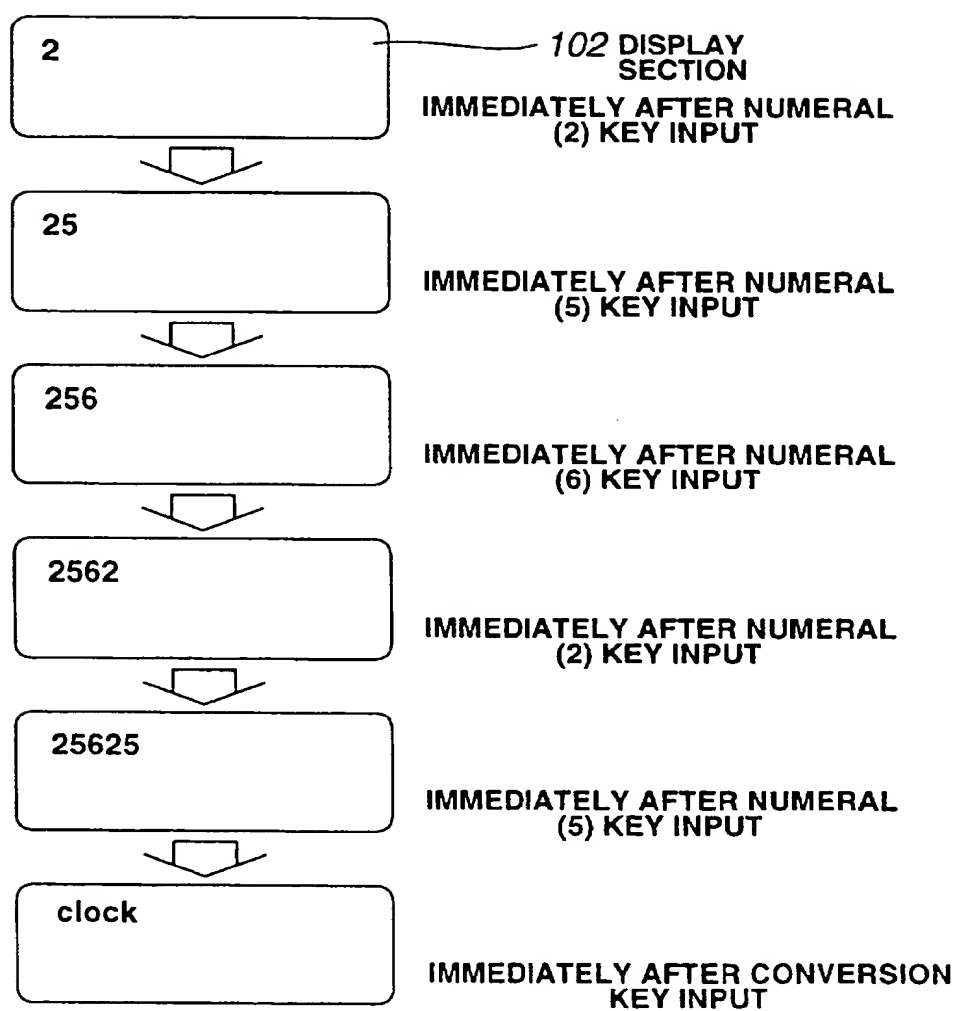 2
102 DISPLAY
SECTION
IMMEDIATELY AFTER NUMERAL
(2) KEY INPUT
25
IMMEDIATELY AFTER NUMERAL
(5) KEY INPUT
256
IMMEDIATELY AFTER NUMERAL
(6) KEY INPUT
2562
IMMEDIATELY AFTER NUMERAL
(2) KEY INPUT
25625
IMMEDIATELY AFTER NUMERAL
(5) KEY INPUT
clock
IMMEDIATELY AFTER CONVERSION
KEY INPUT